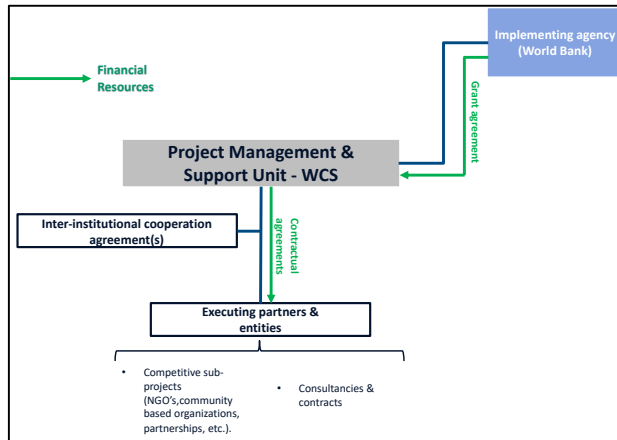 Implementing agency
(World Bank)
Financial
Resources
Grant agreement
Project Management &
Support Unit - WCS
Inter-institutional cooperation
agreement(s)
Contractual
agreements
Executing partners &
entities
• Competitive sub-
projects
(NGO's,community
based organizations,
partnerships, etc.).
• Consultancies &
contracts